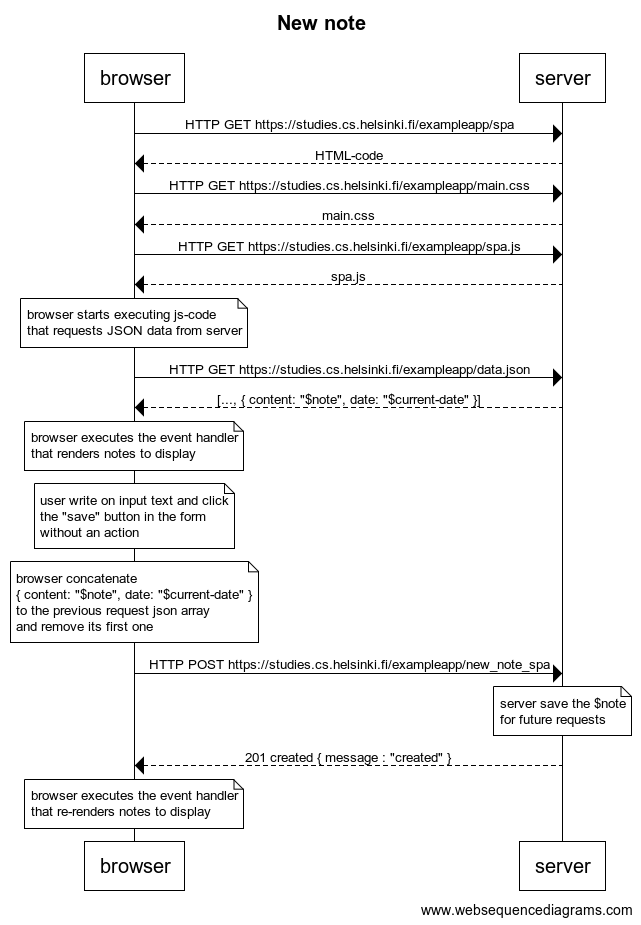 New note
browser
server
HTTP GET https://studies.cs.helsinki.fi/exampleapp/spa
HTML-code
HTTP GET https://studies.cs.helsinki.fi/exampleapp/main.css
main.css
HTTP GET https://studies.cs.helsinki.fi/exampleapp/spa.js
spa.js
browser starts executing js-code
that requests JSON data from server
HTTP GET https://studies.cs.helsinki.fi/exampleapp/data.json
[..., { content: "$note", date: "$current-date" }]
browser executes the event handler
that renders notes to display
user write on input text and click
the "save" button in the form
without an action
browser concatenate
{ content: "$note", date: "$current-date" }
to the previous request json array
and remove its first one
HTTP POST https://studies.cs.helsinki.fi/exampleapp/new_note_spa
server save the $note
for future requests
201 created { message : "created" }
browser executes the event handler
that re-renders notes to display
browser
server
www.websequencediagrams.com